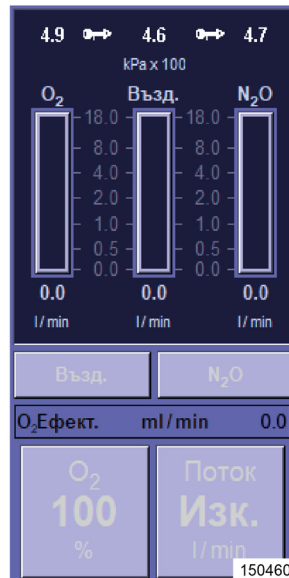 4.9 4.6 4.7
kPa x 100
O₂ Възд. N₂O
18.0 18.0
8.0 8.0
4.0 4.0
2.0 2.0
1.0 1.0
0.5 0.5
0.0 0.0
0.0 0.0 0.0
l/min l/min l/min
Възд. N₂O
O₂Ефект. ml/min 0.0
O₂ Поток
100 Изк.
% l/min
150460